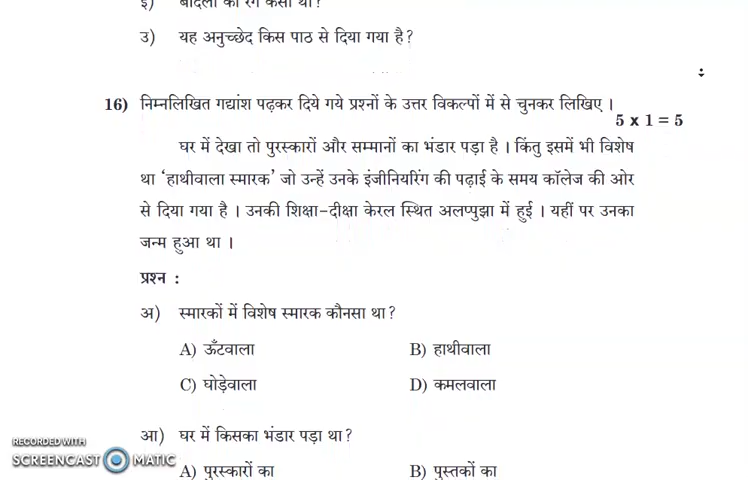 इ) बादलों का रंग कैसा था?
उ) यह अनुच्छेद किस पाठ से दिया गया है?
16) निम्नलिखित गद्यांश पढ़कर दिये गये प्रश्नों के उत्तर विकल्पों में से चुनकर लिखिए ।
5 x 1 = 5
घर में देखा तो पुरस्कारों और सम्मानों का भंडार पड़ा है । किंतु इसमें भी विशेष
था ‘हाथीवाला स्मारक’ जो उन्हें उनके इंजीनियरिंग की पढ़ाई के समय कॉलेज की ओर
से दिया गया है । उनकी शिक्षा-दीक्षा केरल स्थित अलप्पुझा में हुई । यहीं पर उनका
जन्म हुआ था ।
प्रश्न :
अ) स्मारकों में विशेष स्मारक कौनसा था?
A) ऊँटवाला B) हाथीवाला
C) घोड़ेवाला D) कमलवाला
आ) घर में किसका भंडार पड़ा था?
A) पुरस्कारों का B) पुस्तकों का
RECORDED WITH
SCREENCAST MATIC